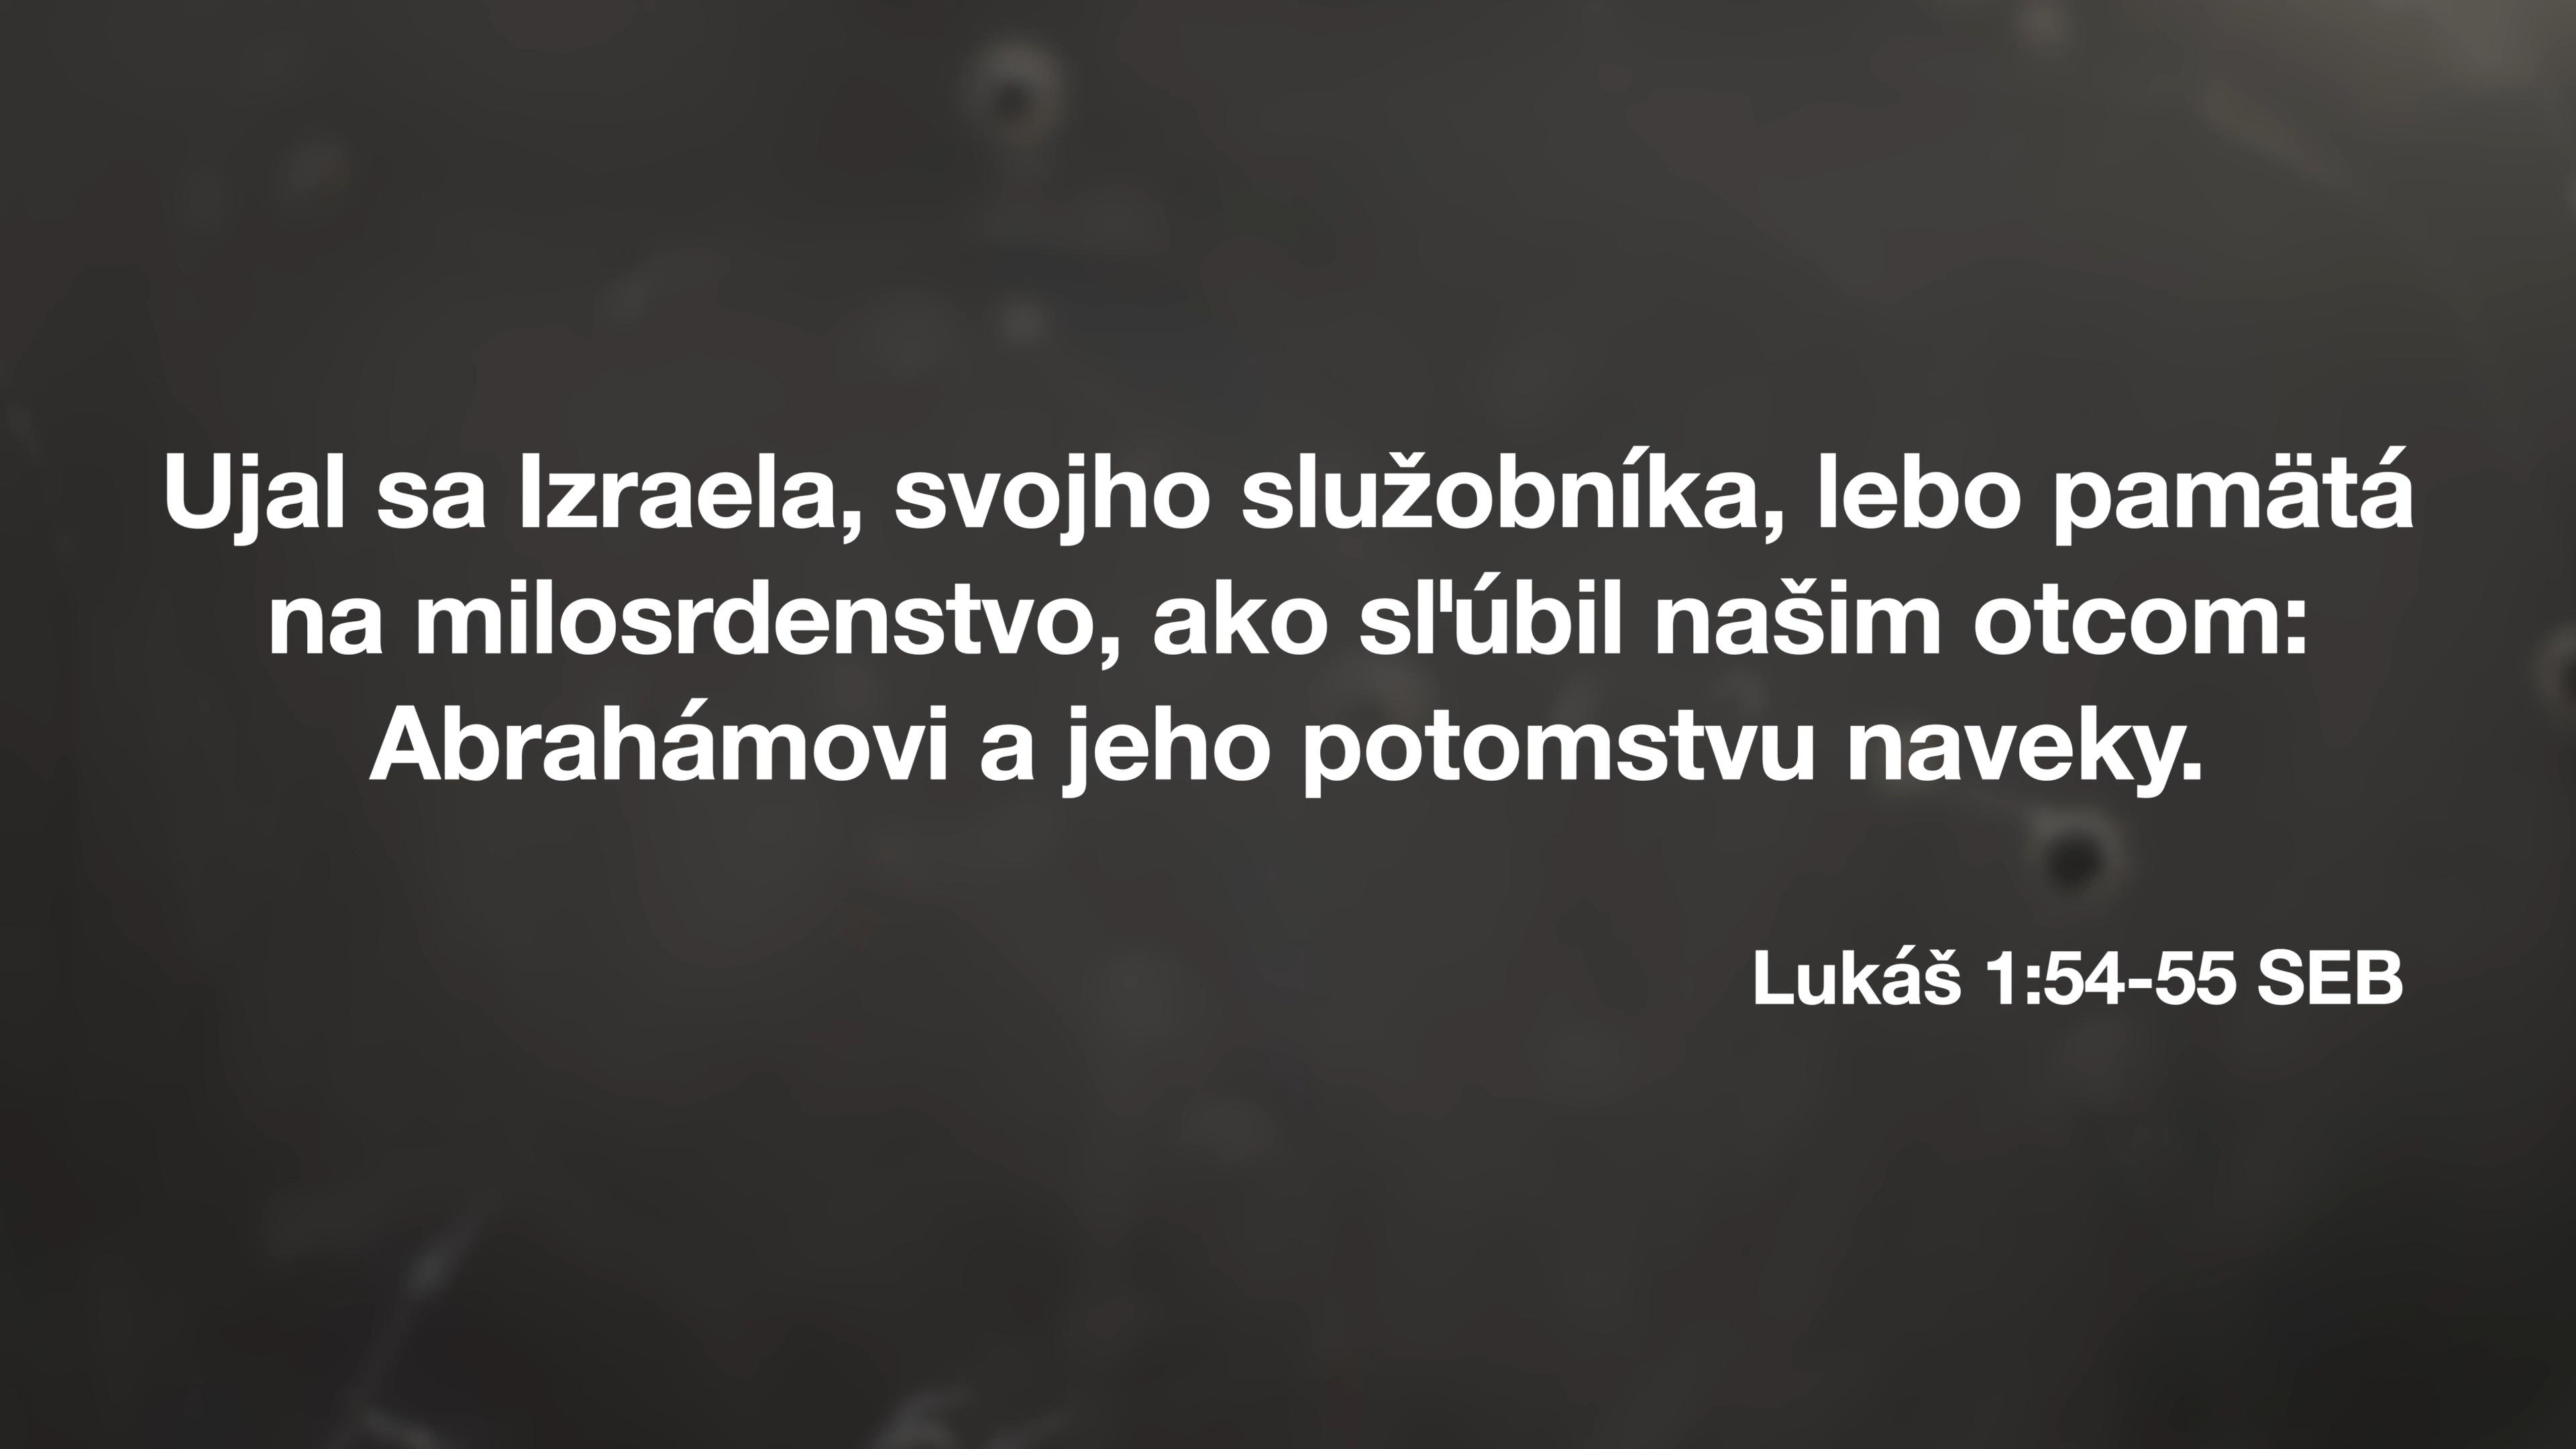 Ujal sa Izraela, svojho služobníka, lebo pamätá
na milosrdenstvo, ako sľúbil našim otcom:
Abrahámovi a jeho potomstvu naveky.
Lukáš 1:54-55 SEB